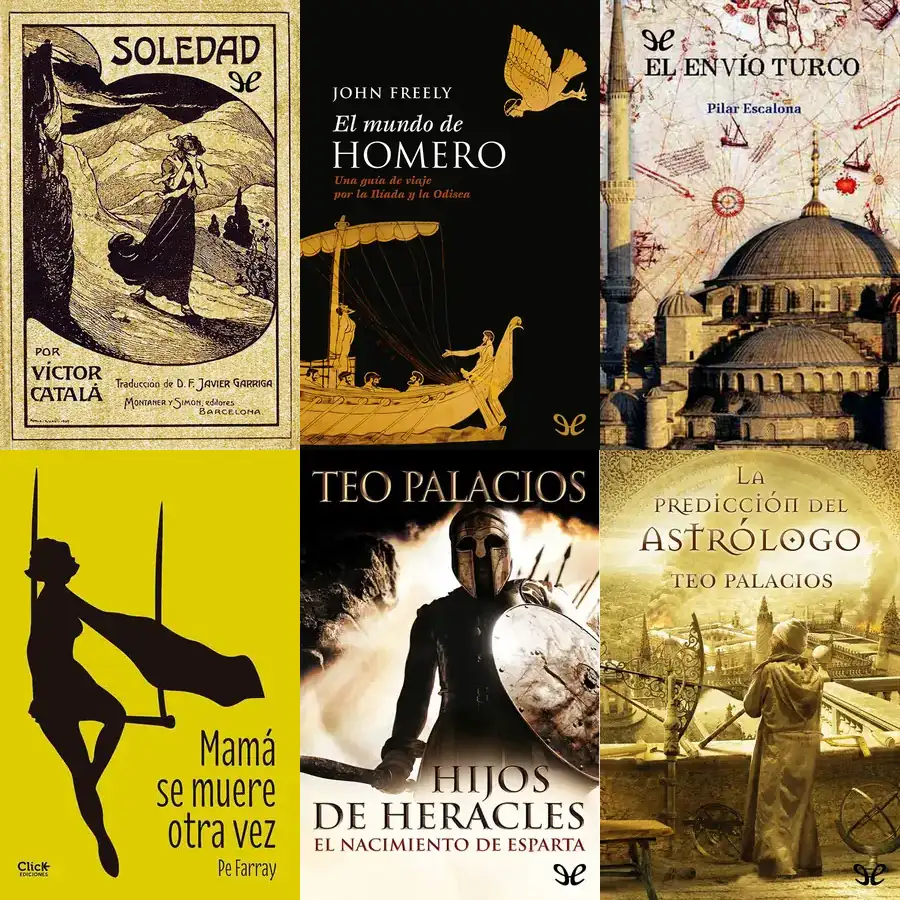 SOLEDAD
POR
VÍCTOR
CATALÁ
Traducción de D. F. JAVIER GARRIGA
MONTANER Y SIMON, editores
BARCELONA
JOHN FREELY
El mundo de
HOMERO
Una guía de viaje
por la Ilíada y la Odisea
EL ENVÍO TURCO
Pilar Escalona
Mamá
se muere
otra vez
Pe Farray
Click
EDICIONES
TEO PALACIOS
HIJOS
DE HERACLES
EL NACIMIENTO DE ESPARTA
LA
PREDICCIÓN DEL
ASTRÓLOGO
TEO PALACIOS